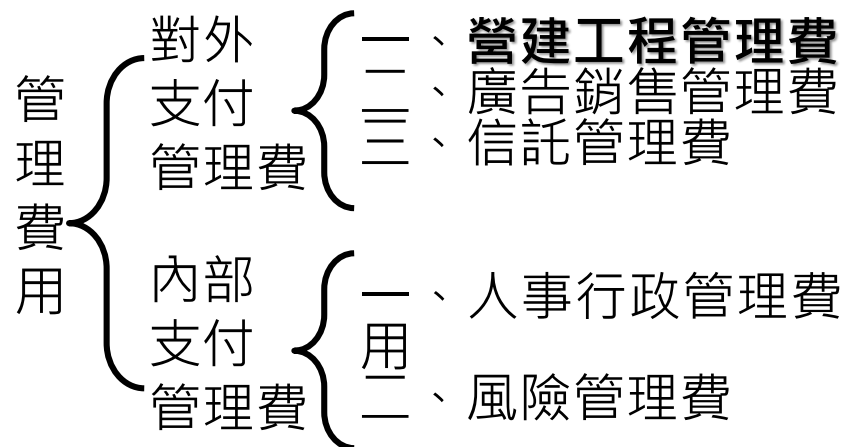 管理費用
對外
支付
管理費
一、營建工程管理費
二、廣告銷售管理費
三、信託管理費
內部
支付
管理費
一、人事行政管理費
用
二、風險管理費